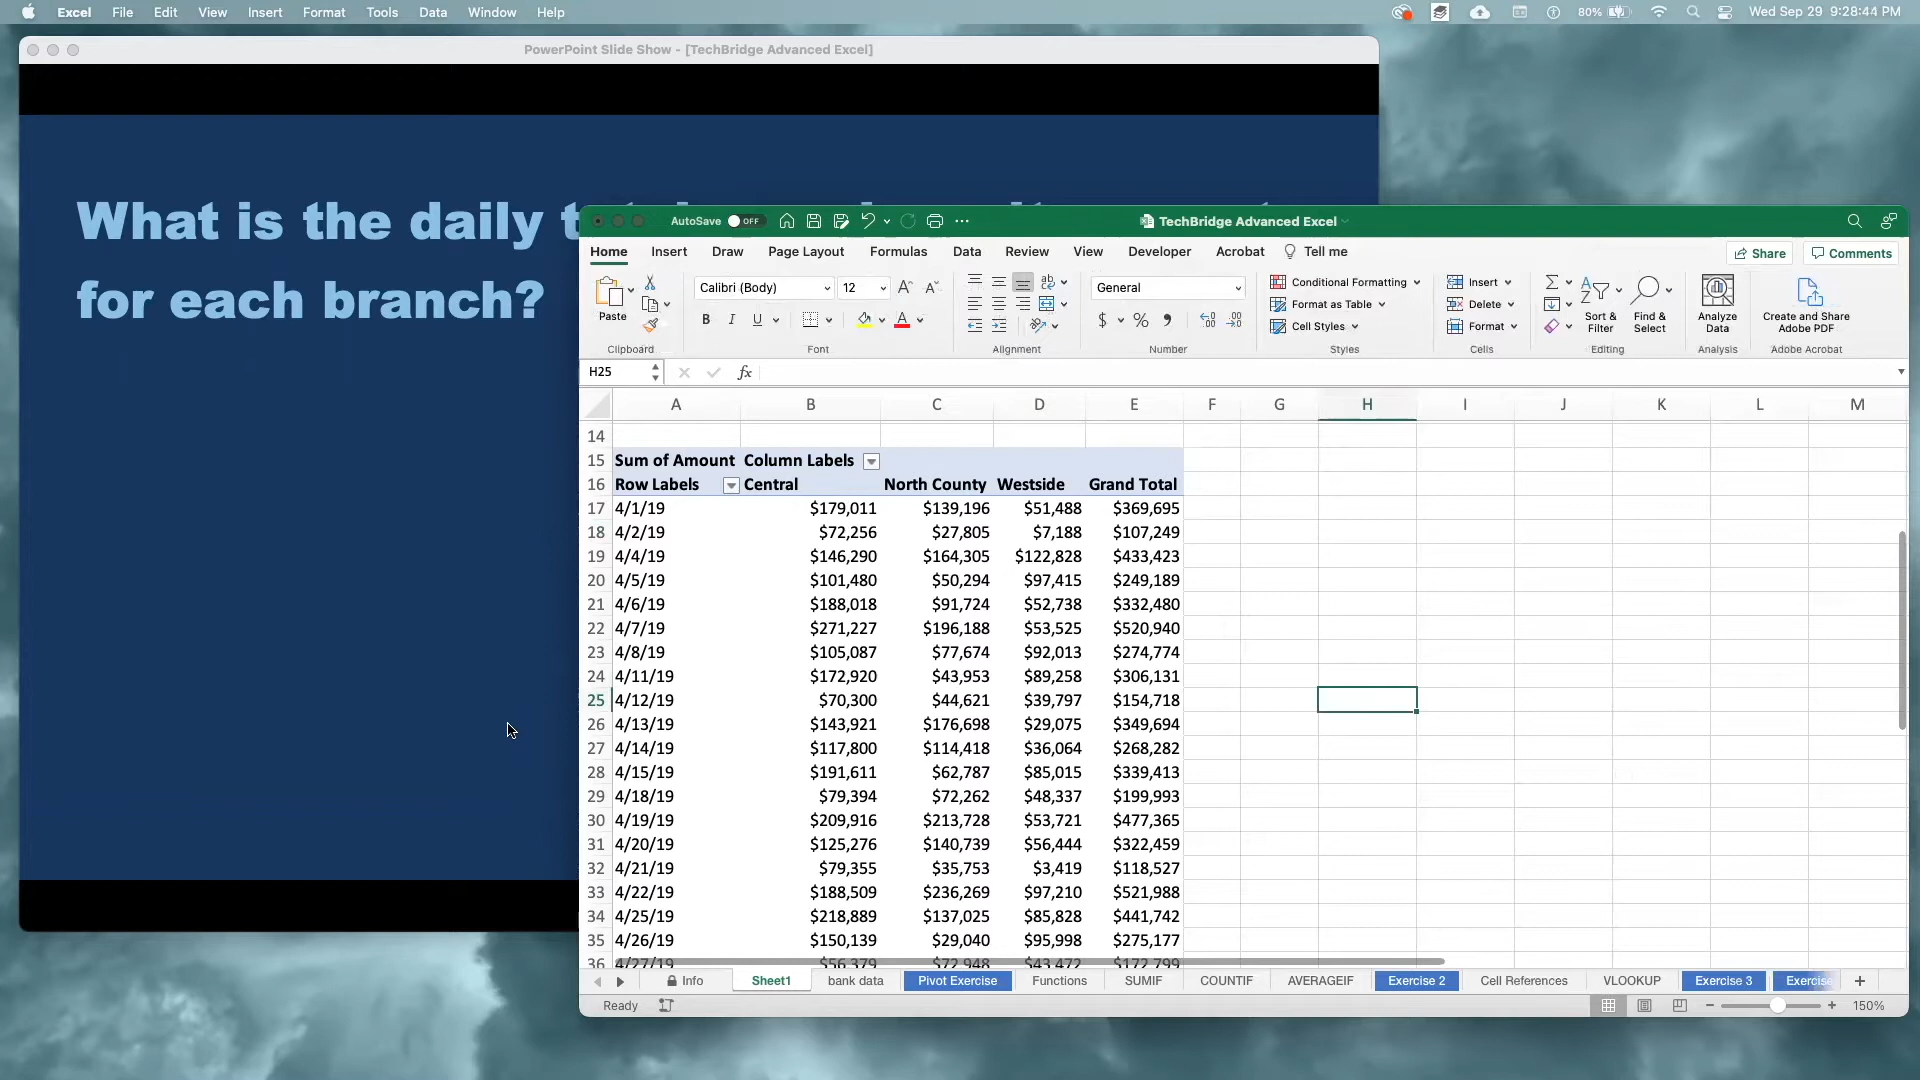 Excel File Edit View Insert Format Tools Data Window Help 80% Wed Sep 29 9:28:44 PM
PowerPoint Slide Show - [TechBridge Advanced Excel]
What is the daily
for each branch?
AutoSave OFF TechBridge Advanced Excel
Home Insert Draw Page Layout Formulas Data Review View Developer Acrobat Tell me Share Comments
Paste Calibri (Body) 12 General Conditional Formatting Format as Table Cell Styles Insert Delete Format Sort & Filter Find & Select Analyze Data Create and Share Adobe PDF
B I U $ %
Clipboard Font Alignment Number Styles Cells Editing Analysis Adobe Acrobat
H25 fx
A B C D E F G H I J K L M
14
15 Sum of Amount Column Labels
16 Row Labels Central North County Westside Grand Total
17 4/1/19 $179,011 $139,196 $51,488 $369,695
18 4/2/19 $72,256 $27,805 $7,188 $107,249
19 4/4/19 $146,290 $164,305 $122,828 $433,423
20 4/5/19 $101,480 $50,294 $97,415 $249,189
21 4/6/19 $188,018 $91,724 $52,738 $332,480
22 4/7/19 $271,227 $196,188 $53,525 $520,940
23 4/8/19 $105,087 $77,674 $92,013 $274,774
24 4/11/19 $172,920 $43,953 $89,258 $306,131
25 4/12/19 $70,300 $44,621 $39,797 $154,718
26 4/13/19 $143,921 $176,698 $29,075 $349,694
27 4/14/19 $117,800 $114,418 $36,064 $268,282
28 4/15/19 $191,611 $62,787 $85,015 $339,413
29 4/18/19 $79,394 $72,262 $48,337 $199,993
30 4/19/19 $209,916 $213,728 $53,721 $477,365
31 4/20/19 $125,276 $140,739 $56,444 $322,459
32 4/21/19 $79,355 $35,753 $3,419 $118,527
33 4/22/19 $188,509 $236,269 $97,210 $521,988
34 4/25/19 $218,889 $137,025 $85,828 $441,742
35 4/26/19 $150,139 $29,040 $95,998 $275,177
36 4/27/19 $56,379 $72,948 $43,472 $172,799
Info Sheet1 bank data Pivot Exercise Functions SUMIF COUNTIF AVERAGEIF Exercise 2 Cell References VLOOKUP Exercise 3 Exercise
Ready 150%